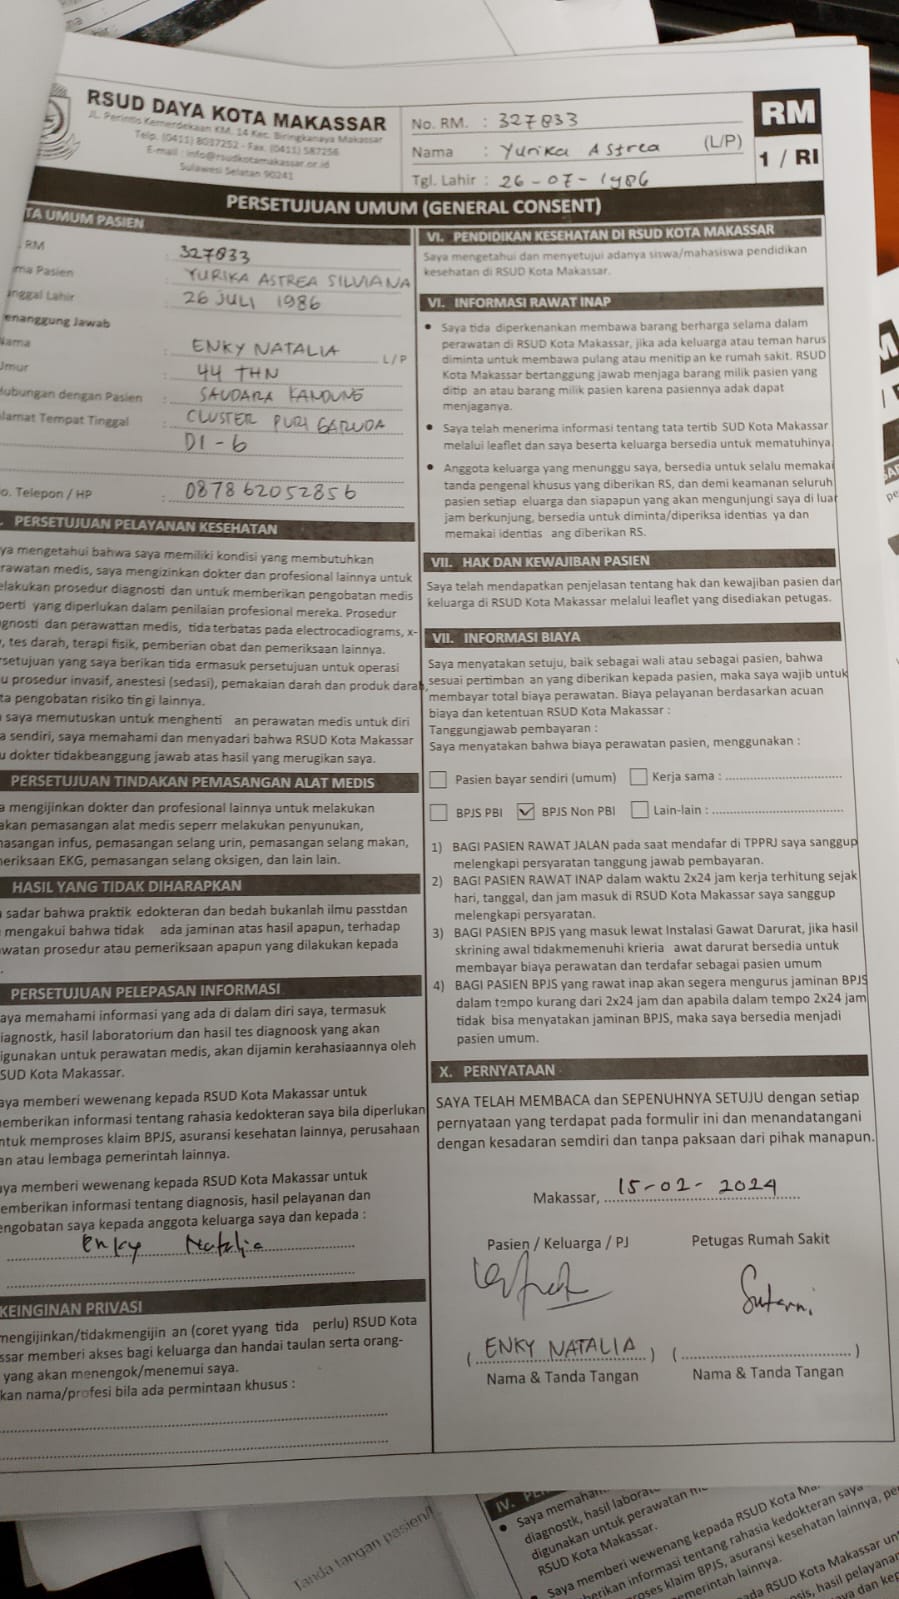 RSUD DAYA KOTA MAKASSAR
JL. Perintis Kemerdekaan KM. 14 Kec. Biringkanaya Makassar
Telp. (0411) 8037252 - Fax. (0411) 587256
E-mail : info@rsudkotamakassar.or.id
Sulawesi Selatan 90241
No. RM. : 327833
Nama : Yurika Astrea (L/P)
Tgl. Lahir : 26-07-1986
RM
1 / RI
PERSETUJUAN UMUM (GENERAL CONSENT)
TA UMUM PASIEN
. RM : 327833
ma Pasien : YURIKA ASTREA SILVIANA
anggal Lahir : 26 JULI 1986
enanggung Jawab
Nama : ENKY NATALIA L/P
Umur : 44 THN
Hubungan dengan Pasien : SAUDARA KANDUNG
lamat Tempat Tinggal : CLUSTER PURI GARUDA
D1-6
o. Telepon / HP : 087862052856
. PERSETUJUAN PELAYANAN KESEHATAN
ya mengetahui bahwa saya memiliki kondisi yang membutuhkan
rawatan medis, saya mengizinkan dokter dan profesional lainnya untuk
elakukan prosedur diagnosti dan untuk memberikan pengobatan medis
perti yang diperlukan dalam penilaian profesional mereka. Prosedur
gnosti dan perawattan medis, tida terbatas pada electrocadiograms, x-
, tes darah, terapi fisik, pemberian obat dan pemeriksaan lainnya.
rsetujuan yang saya berikan tida ermasuk persetujuan untuk operasi
u prosedur invasif, anestesi (sedasi), pemakaian darah dan produk darah,
ta pengobatan risiko tin gi lainnya.
saya memutuskan untuk menghenti an perawatan medis untuk diri
a sendiri, saya memahami dan menyadari bahwa RSUD Kota Makassar
u dokter tidakbeanggung jawab atas hasil yang merugikan saya.
PERSETUJUAN TINDAKAN PEMASANGAN ALAT MEDIS
a mengijinkan dokter dan profesional lainnya untuk melakukan
akan pemasangan alat medis seperr melakukan penyunukan,
nasangan infus, pemasangan selang urin, pemasangan selang makan,
neriksaan EKG, pemasangan selang oksigen, dan lain lain.
HASIL YANG TIDAK DIHARAPKAN
sadar bahwa praktik edokteran dan bedah bukanlah ilmu passtdan
mengakui bahwa tidak ada jaminan atas hasil apapun, terhadap
watan prosedur atau pemeriksaan apapun yang dilakukan kepada
.
PERSETUJUAN PELEPASAN INFORMASI
aya memahami informasi yang ada di dalam diri saya, termasuk
iagnostk, hasil laboratorium dan hasil tes diagnoosk yang akan
igunakan untuk perawatan medis, akan dijamin kerahasiaannya oleh
SUD Kota Makassar.
aya memberi wewenang kepada RSUD Kota Makassar untuk
nemberikan informasi tentang rahasia kedokteran saya bila diperlukan
ntuk memproses klaim BPJS, asuransi kesehatan lainnya, perusahaan
an atau lembaga pemerintah lainnya.
aya memberi wewenang kepada RSUD Kota Makassar untuk
emberikan informasi tentang diagnosis, hasil pelayanan dan
engobatan saya kepada anggota keluarga saya dan kepada :
Enky Natalia
KEINGINAN PRIVASI
mengijinkan/tidakmengijin an (coret yyang tida perlu) RSUD Kota
ssar memberi akses bagi keluarga dan handai taulan serta orang-
yang akan menengok/menemui saya.
kan nama/profesi bila ada permintaan khusus :
VI. PENDIDIKAN KESEHATAN DI RSUD KOTA MAKASSAR
Saya mengetahui dan menyetujui adanya siswa/mahasiswa pendidikan
kesehatan di RSUD Kota Makassar.
VI. INFORMASI RAWAT INAP
• Saya tida diperkenankan membawa barang berharga selama dalam
perawatan di RSUD Kota Makassar, jika ada keluarga atau teman harus
diminta untuk membawa pulang atau menitip an ke rumah sakit. RSUD
Kota Makassar bertanggung jawab menjaga barang milik pasien yang
ditip an atau barang milik pasien karena pasiennya adak dapat
menjaganya.
• Saya telah menerima informasi tentang tata tertib SUD Kota Makassar
melalui leaflet dan saya beserta keluarga bersedia untuk mematuhinya
• Anggota keluarga yang menunggu saya, bersedia untuk selalu memakai
tanda pengenal khusus yang diberikan RS, dan demi keamanan seluruh
pasien setiap eluarga dan siapapun yang akan mengunjungi saya di luar
jam berkunjung, bersedia untuk diminta/diperiksa identias ya dan
memakai identias ang diberikan RS.
VII. HAK DAN KEWAJIBAN PASIEN
Saya telah mendapatkan penjelasan tentang hak dan kewajiban pasien dan
keluarga di RSUD Kota Makassar melalui leaflet yang disediakan petugas.
VII. INFORMASI BIAYA
Saya menyatakan setuju, baik sebagai wali atau sebagai pasien, bahwa
sesuai pertimban an yang diberikan kepada pasien, maka saya wajib untuk
membayar total biaya perawatan. Biaya pelayanan berdasarkan acuan
biaya dan ketentuan RSUD Kota Makassar :
Tanggungjawab pembayaran :
Saya menyatakan bahwa biaya perawatan pasien, menggunakan :
Pasien bayar sendiri (umum) Kerja sama :
BPJS PBI ✓ BPJS Non PBI Lain-lain :
1) BAGI PASIEN RAWAT JALAN pada saat mendafar di TPPRJ saya sanggup
melengkapi persyaratan tanggung jawab pembayaran.
2) BAGI PASIEN RAWAT INAP dalam waktu 2x24 jam kerja terhitung sejak
hari, tanggal, dan jam masuk di RSUD Kota Makassar saya sanggup
melengkapi persyaratan.
3) BAGI PASIEN BPJS yang masuk lewat Instalasi Gawat Darurat, jika hasil
skrining awal tidakmemenuhi krieria awat darurat bersedia untuk
membayar biaya perawatan dan terdafar sebagai pasien umum
4) BAGI PASIEN BPJS yang rawat inap akan segera mengurus jaminan BPJS
dalam tempo kurang dari 2x24 jam dan apabila dalam tempo 2x24 jam
tidak bisa menyatakan jaminan BPJS, maka saya bersedia menjadi
pasien umum.
X. PERNYATAAN
SAYA TELAH MEMBACA dan SEPENUHNYA SETUJU dengan setiap
pernyataan yang terdapat pada formulir ini dan menandatangani
dengan kesadaran semdiri dan tanpa paksaan dari pihak manapun.
Makassar, 15-02-2024
Pasien / Keluarga / PJ Petugas Rumah Sakit
Sutarni
( ENKY NATALIA ) ( )
Nama & Tanda Tangan Nama & Tanda Tangan
Tanda tangan pasien/
IV.
• Saya memaham
diagnostk, hasil labora
digunakan untuk perawatan m
RSUD Kota Makassar.
Saya memberi wewenang kepada RSUD Kota Ma
berikan informasi tentang rahasia kedokteran saya
roses klaim BPJS, asuransi kesehatan lainnya, pe
merintah lainnya.
ada RSUD Kota Makassar un
osis, hasil pelayanan